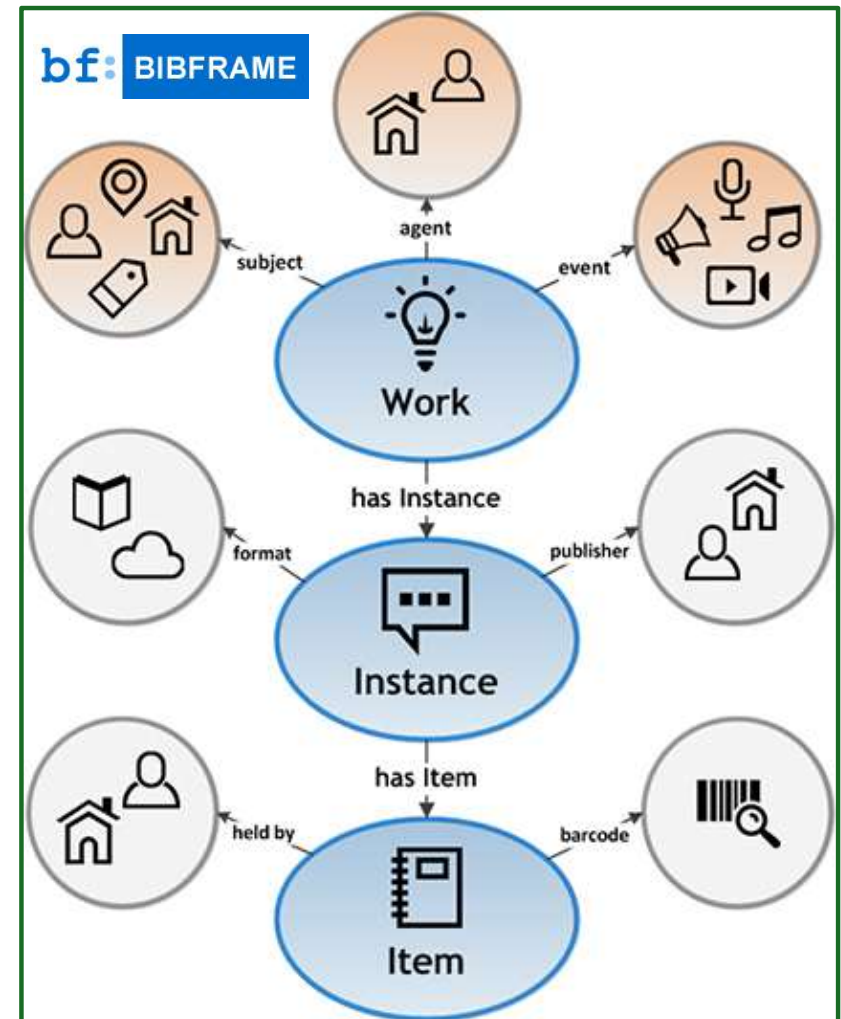 bf: BIBFRAME
agent
subject
event
Work
has Instance
format
publisher
Instance
has Item
held by
barcode
Item